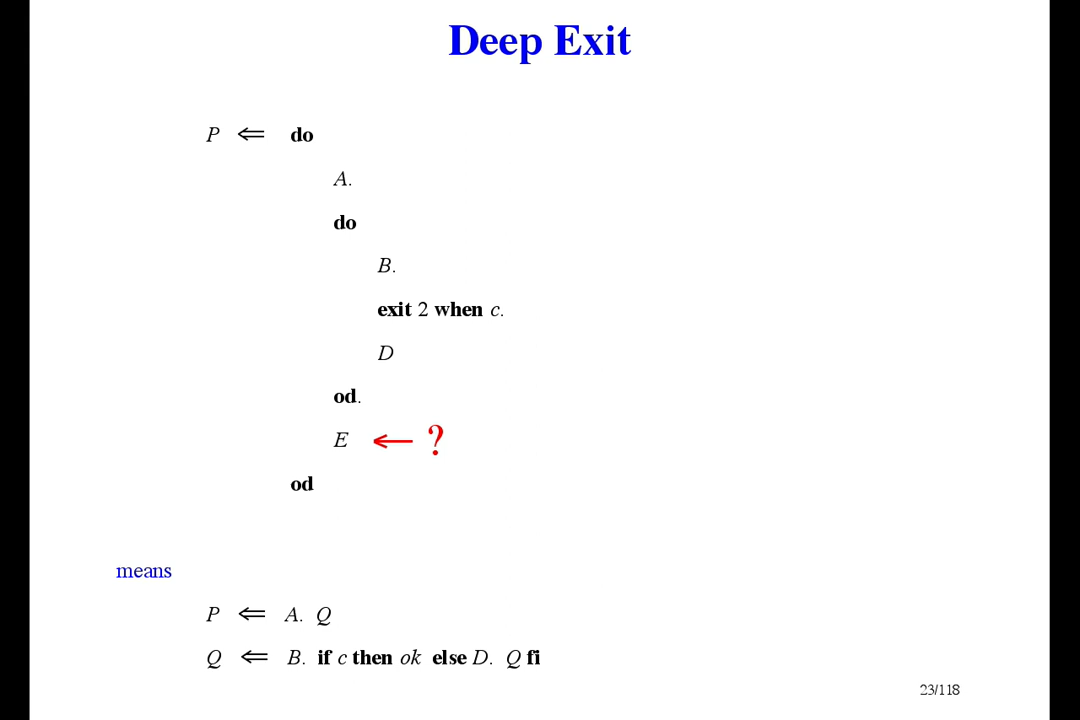 Deep Exit
P ⇐ do
A.
do
B.
exit 2 when c.
D
od.
E ← ?
od
means
P ⇐ A. Q
Q ⇐ B. if c then ok else D. Q fi
23/118